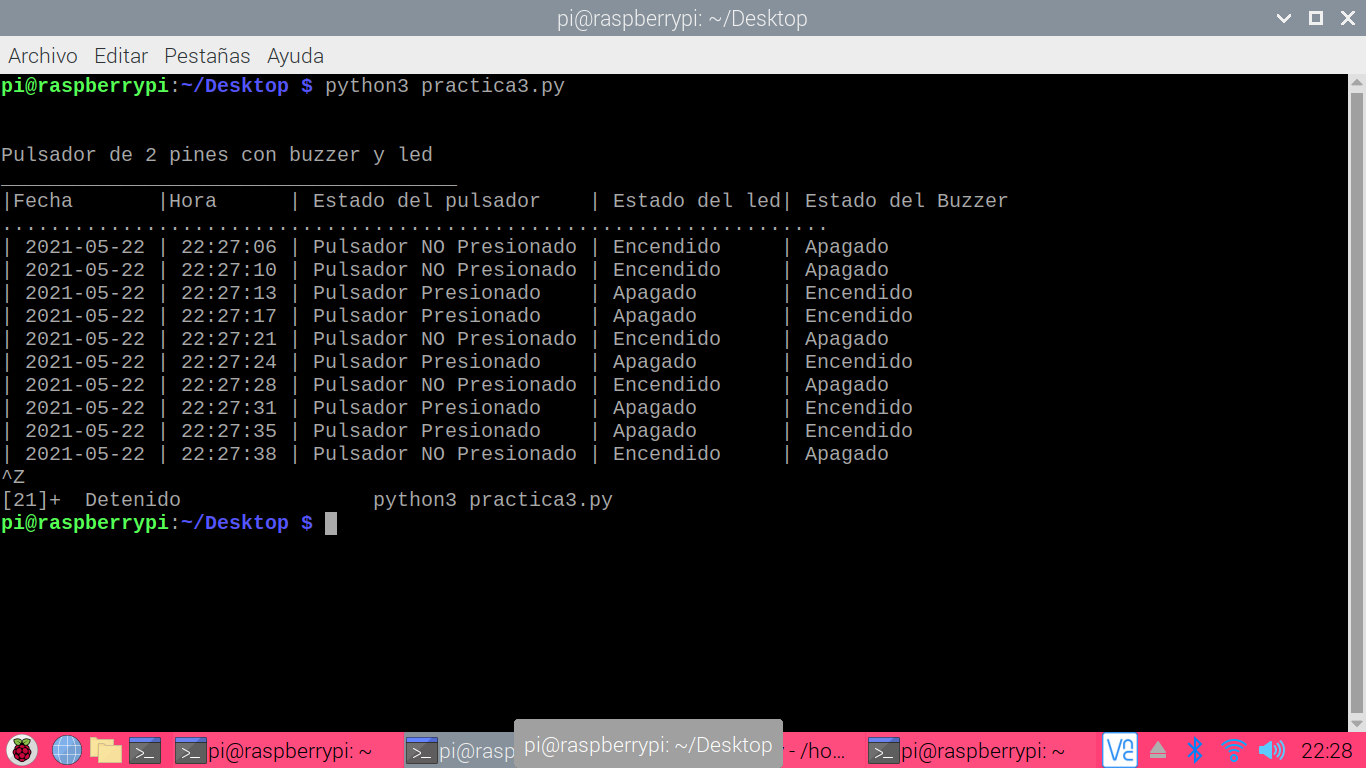 pi@raspberrypi: ~/Desktop
Archivo Editar Pestañas Ayuda
pi@raspberrypi:~/Desktop $ python3 practica3.py
Pulsador de 2 pines con buzzer y led
______________________________________
|Fecha       |Hora      | Estado del pulsador    | Estado del led| Estado del Buzzer
.....................................................................
| 2021-05-22 | 22:27:06 | Pulsador NO Presionado | Encendido     | Apagado
| 2021-05-22 | 22:27:10 | Pulsador NO Presionado | Encendido     | Apagado
| 2021-05-22 | 22:27:13 | Pulsador Presionado    | Apagado       | Encendido
| 2021-05-22 | 22:27:17 | Pulsador Presionado    | Apagado       | Encendido
| 2021-05-22 | 22:27:21 | Pulsador NO Presionado | Encendido     | Apagado
| 2021-05-22 | 22:27:24 | Pulsador Presionado    | Apagado       | Encendido
| 2021-05-22 | 22:27:28 | Pulsador NO Presionado | Encendido     | Apagado
| 2021-05-22 | 22:27:31 | Pulsador Presionado    | Apagado       | Encendido
| 2021-05-22 | 22:27:35 | Pulsador Presionado    | Apagado       | Encendido
| 2021-05-22 | 22:27:38 | Pulsador NO Presionado | Encendido     | Apagado
^Z
[21]+  Detenido                python3 practica3.py
pi@raspberrypi:~/Desktop $
pi@raspberrypi: ~/Desktop
pi@raspberrypi: ~ pi@rasp - /ho... pi@raspberrypi: ~ 22:28